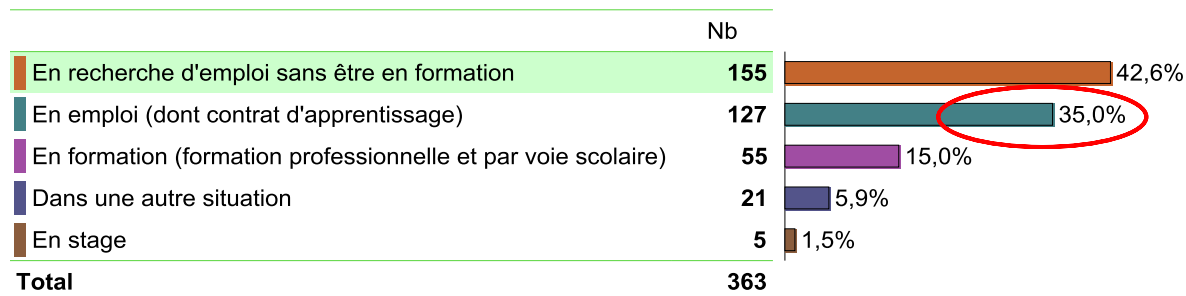 Nb
En recherche d'emploi sans être en formation 155 42,6%
En emploi (dont contrat d'apprentissage) 127 35,0%
En formation (formation professionnelle et par voie scolaire) 55 15,0%
Dans une autre situation 21 5,9%
En stage 5 1,5%
Total 363